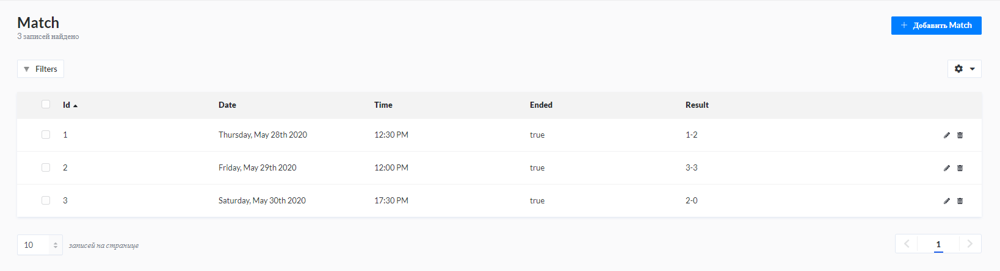 Match
3 записей найдено
Добавить Match
Filters
Id Date Time Ended Result
1 Thursday, May 28th 2020 12:30 PM true 1-2
2 Friday, May 29th 2020 12:00 PM true 3-3
3 Saturday, May 30th 2020 17:30 PM true 2-0
10 записей на странице
1